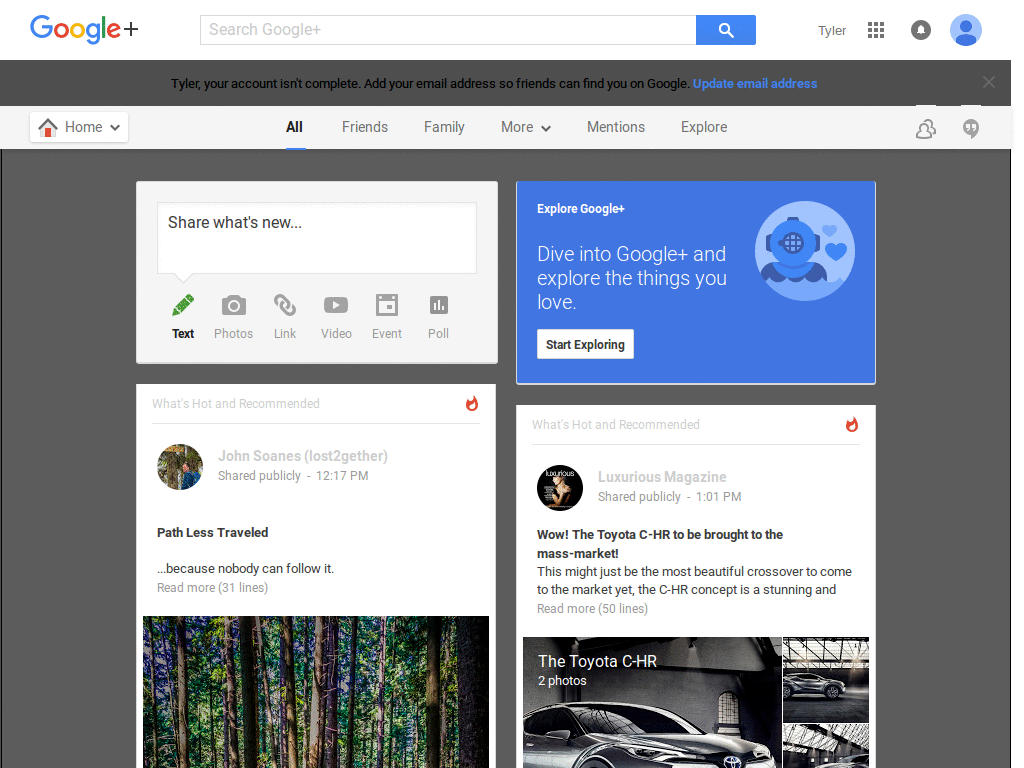 Google+
Search Google+
Tyler
Tyler, your account isn't complete. Add your email address so friends can find you on Google. Update email address
Home
All
Friends
Family
More
Mentions
Explore
Share what's new...
Text
Photos
Link
Video
Event
Poll
Explore Google+
Dive into Google+ and
explore the things you
love.
Start Exploring
What's Hot and Recommended
John Soanes (lost2gether)
Shared publicly - 12:17 PM
Path Less Traveled
...because nobody can follow it.
Read more (31 lines)
What's Hot and Recommended
luxurious
Luxurious Magazine
Shared publicly - 1:01 PM
Wow! The Toyota C-HR to be brought to the
mass-market!
This might just be the most beautiful crossover to come
to the market yet, the C-HR concept is a stunning and
Read more (50 lines)
The Toyota C-HR
2 photos